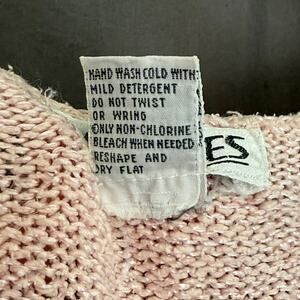 HAND WASH COLD WITH
MILD DETERGENT
DO NOT TWIST
OR WRING
ONLY NON-CHLORINE
BLEACH WHEN NEEDED
RESHAPE AND
DRY FLAT
ES